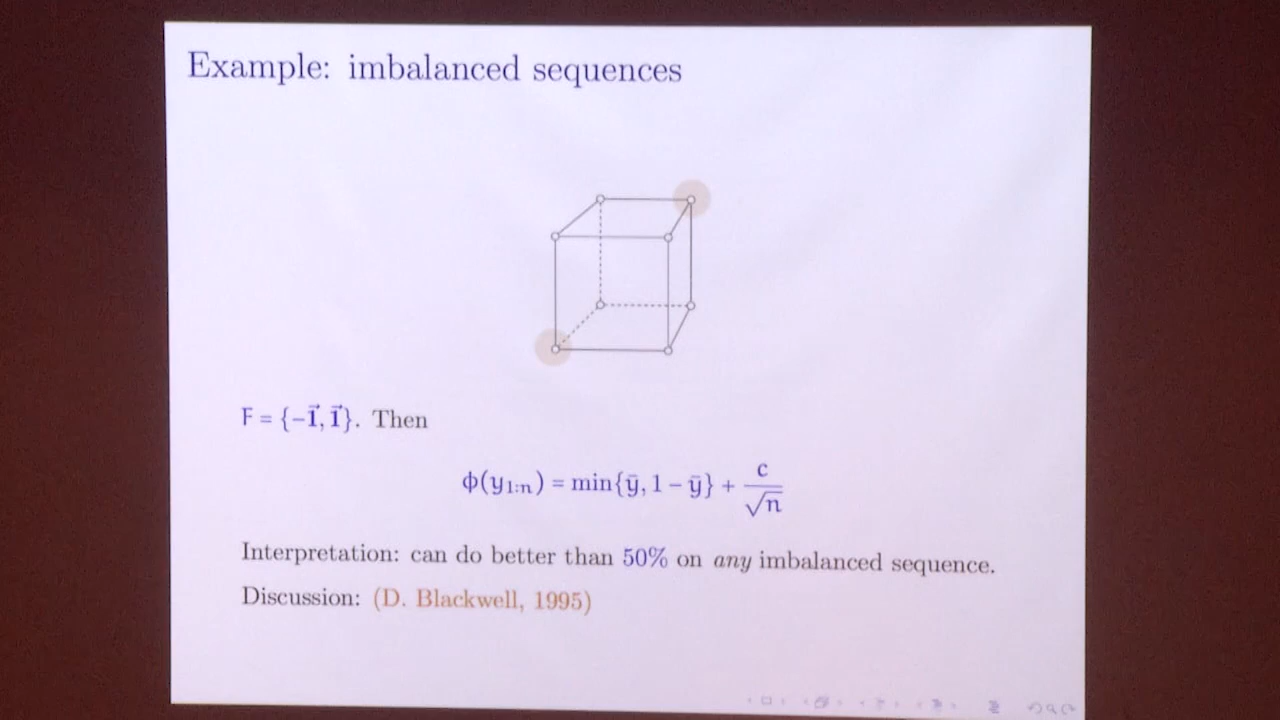 Example: imbalanced sequences
F = {−1⃗, 1⃗}. Then
ϕ(y₁:ₙ) = min{ȳ, 1 − ȳ} + c/√n
Interpretation: can do better than 50% on any imbalanced sequence.
Discussion: (D. Blackwell, 1995)